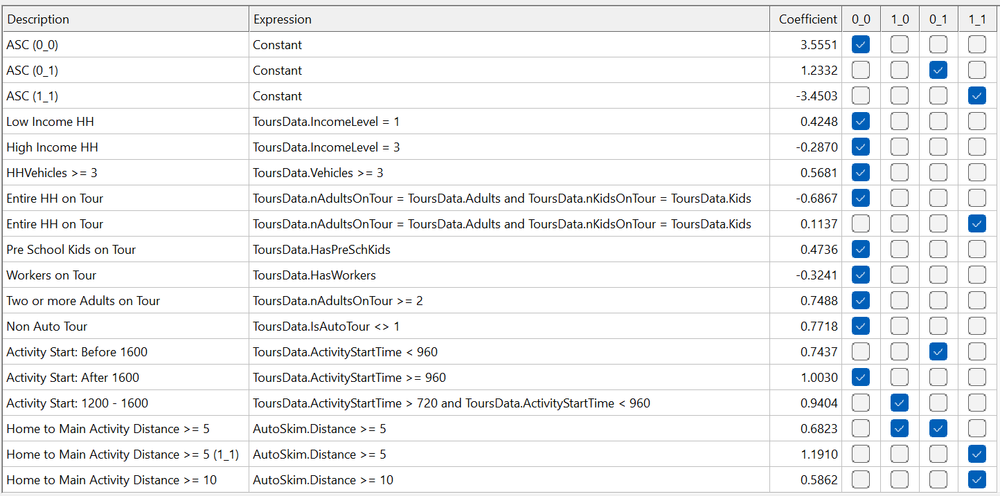 Description Expression Coefficient 0_0 1_0 0_1 1_1
ASC (0_0) Constant 3.5551
ASC (0_1) Constant 1.2332
ASC (1_1) Constant -3.4503
Low Income HH ToursData.IncomeLevel = 1 0.4248
High Income HH ToursData.IncomeLevel = 3 -0.2870
HHVehicles >= 3 ToursData.Vehicles >= 3 0.5681
Entire HH on Tour ToursData.nAdultsOnTour = ToursData.Adults and ToursData.nKidsOnTour = ToursData.Kids -0.6867
Entire HH on Tour ToursData.nAdultsOnTour = ToursData.Adults and ToursData.nKidsOnTour = ToursData.Kids 0.1137
Pre School Kids on Tour ToursData.HasPreSchKids 0.4736
Workers on Tour ToursData.HasWorkers -0.3241
Two or more Adults on Tour ToursData.nAdultsOnTour >= 2 0.7488
Non Auto Tour ToursData.IsAutoTour <> 1 0.7718
Activity Start: Before 1600 ToursData.ActivityStartTime < 960 0.7437
Activity Start: After 1600 ToursData.ActivityStartTime >= 960 1.0030
Activity Start: 1200 - 1600 ToursData.ActivityStartTime > 720 and ToursData.ActivityStartTime < 960 0.9404
Home to Main Activity Distance >= 5 AutoSkim.Distance >= 5 0.6823
Home to Main Activity Distance >= 5 (1_1) AutoSkim.Distance >= 5 1.1910
Home to Main Activity Distance >= 10 AutoSkim.Distance >= 10 0.5862